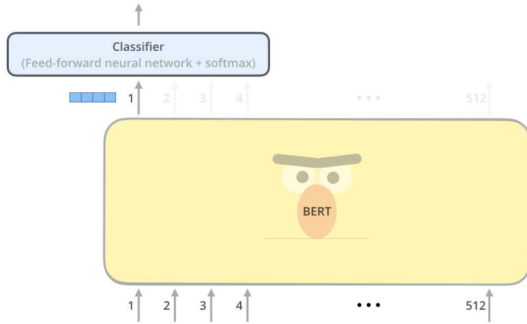 Classifier
(Feed-forward neural network + softmax)
1 2 3 4 ••• 512
BERT
1 2 3 4 ••• 512